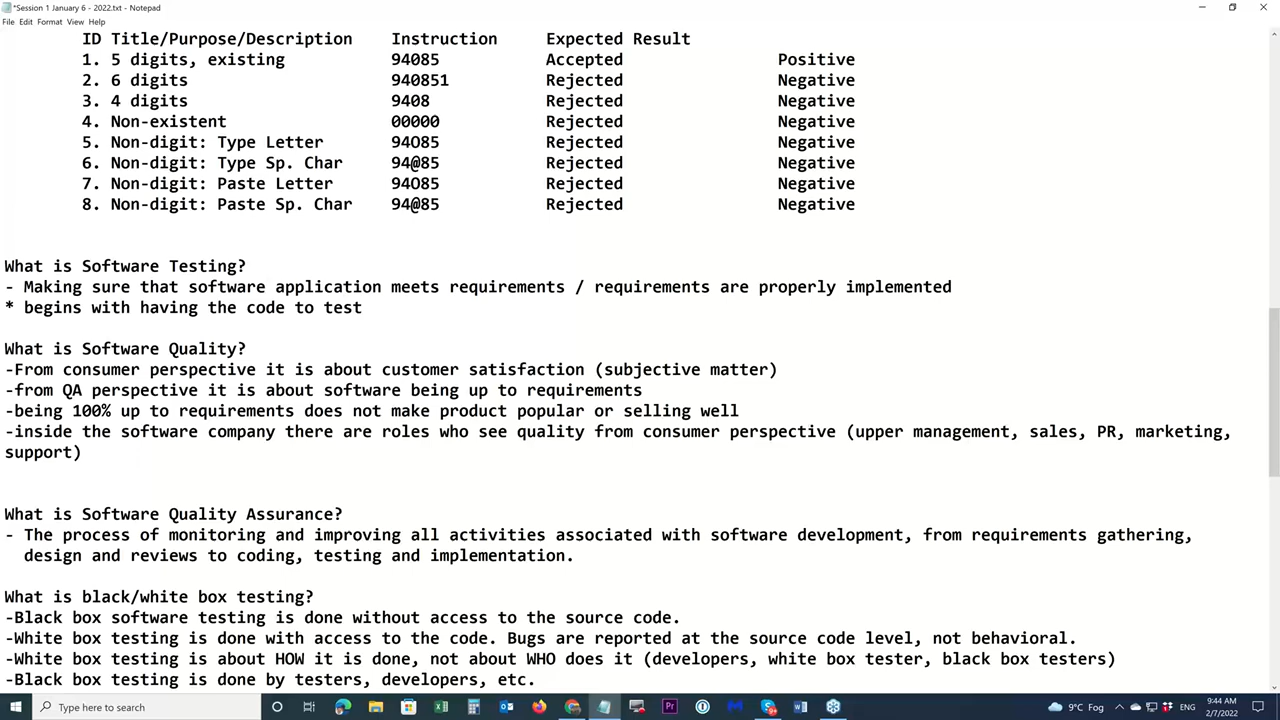 *Session 1 January 6 - 2022.txt - Notepad
File Edit Format View Help
ID Title/Purpose/Description Instruction Expected Result
1. 5 digits, existing 94085 Accepted Positive
2. 6 digits 940851 Rejected Negative
3. 4 digits 9408 Rejected Negative
4. Non-existent 00000 Rejected Negative
5. Non-digit: Type Letter 94O85 Rejected Negative
6. Non-digit: Type Sp. Char 94@85 Rejected Negative
7. Non-digit: Paste Letter 94O85 Rejected Negative
8. Non-digit: Paste Sp. Char 94@85 Rejected Negative
What is Software Testing?
- Making sure that software application meets requirements / requirements are properly implemented
* begins with having the code to test
What is Software Quality?
-From consumer perspective it is about customer satisfaction (subjective matter)
-from QA perspective it is about software being up to requirements
-being 100% up to requirements does not make product popular or selling well
-inside the software company there are roles who see quality from consumer perspective (upper management, sales, PR, marketing,
support)
What is Software Quality Assurance?
- The process of monitoring and improving all activities associated with software development, from requirements gathering,
design and reviews to coding, testing and implementation.
What is black/white box testing?
-Black box software testing is done without access to the source code.
-White box testing is done with access to the code. Bugs are reported at the source code level, not behavioral.
-White box testing is about HOW it is done, not about WHO does it (developers, white box tester, black box testers)
-Black box testing is done by testers, developers, etc.
Type here to search
9°C Fog
ENG
9:44 AM
2/7/2022